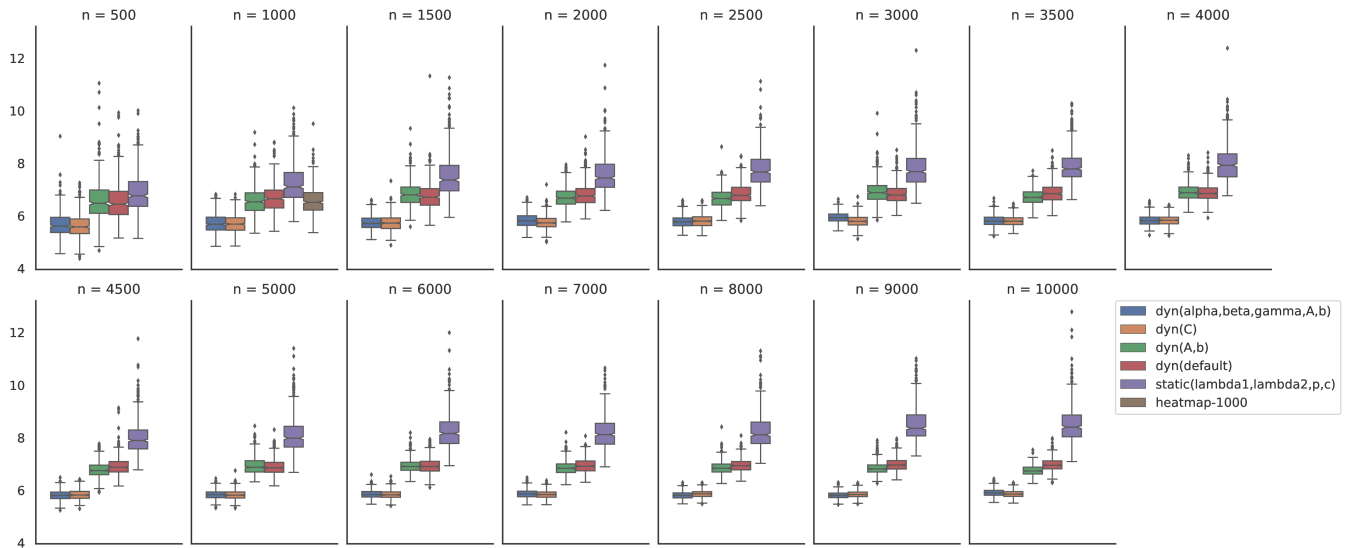 n = 500 n = 1000 n = 1500 n = 2000 n = 2500 n = 3000 n = 3500 n = 4000
12
10
8
6
4
n = 4500 n = 5000 n = 6000 n = 7000 n = 8000 n = 9000 n = 10000
12
10
8
6
4
dyn(alpha,beta,gamma,A,b)
dyn(C)
dyn(A,b)
dyn(default)
static(lambda1,lambda2,p,c)
heatmap-1000